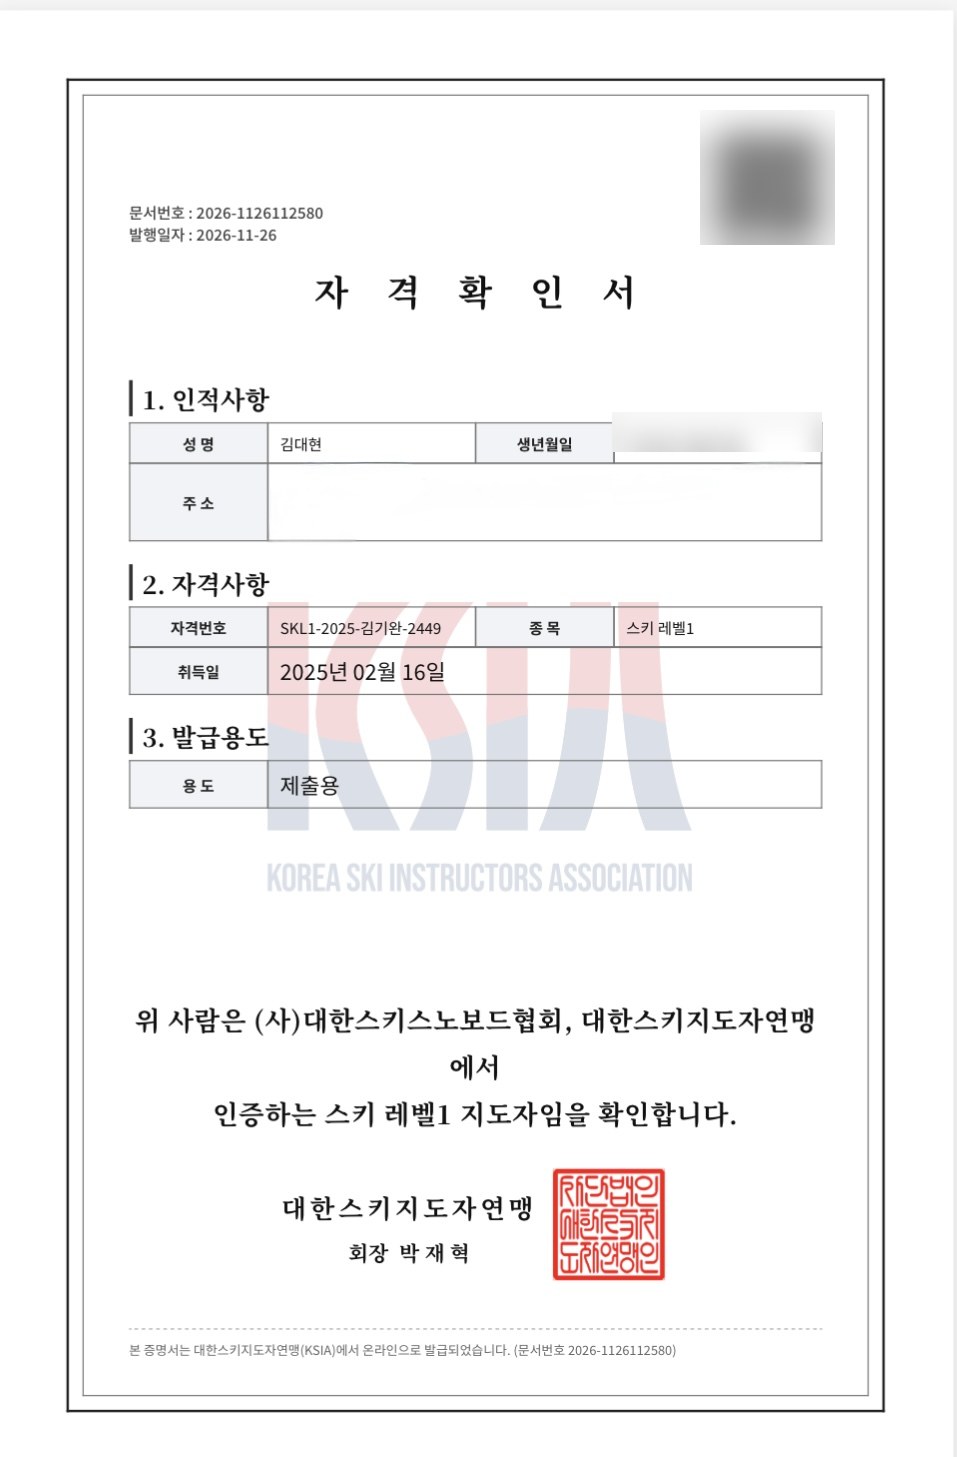 문서번호 : 2026-1126112580
발행일자 : 2026-11-26
자 격 확 인 서
1. 인적사항
성 명 김대현 생년월일
주 소
2. 자격사항
자격번호 SKL1-2025-김기완-2449 종 목 스키 레벨1
취득일 2025년 02월 16일
3. 발급용도
용 도 제출용
KSIA
KOREA SKI INSTRUCTORS ASSOCIATION
위 사람은 (사)대한스키스노보드협회, 대한스키지도자연맹
에서
인증하는 스키 레벨1 지도자임을 확인합니다.
대한스키지도자연맹
회장 박재혁
본 증명서는 대한스키지도자연맹(KSIA)에서 온라인으로 발급되었습니다. (문서번호 2026-1126112580)